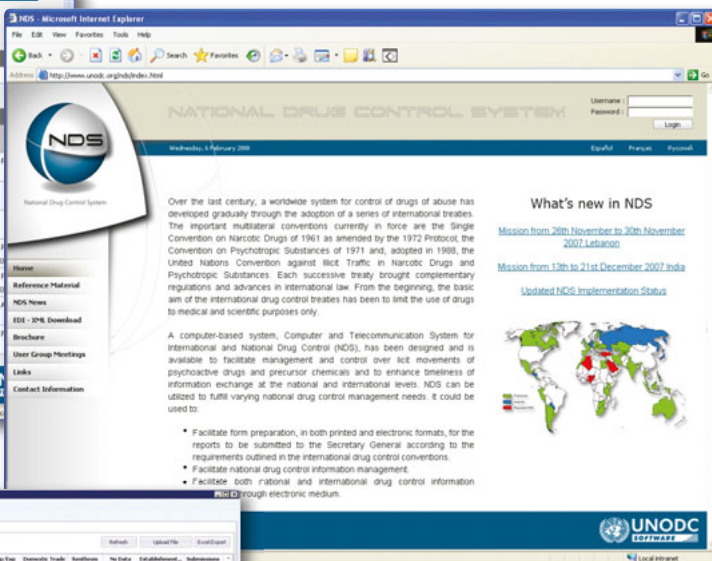 NDS - Microsoft Internet Explorer
File Edit View Favorites Tools Help
Back Search Favorites
Address http://www.unodc.org/nds/index.html Go
NATIONAL DRUG CONTROL SYSTEM
Username :
Password :
Login
NDS
National Drug Control System
Wednesday, 6 February 2008 Español Français Русский
Home
Reference Material
NDS News
EDI - XML Download
Brochure
User Group Meetings
Links
Contact Information
Over the last century, a worldwide system for control of drugs of abuse has
developed gradually through the adoption of a series of international treaties.
The important multilateral conventions currently in force are the Single
Convention on Narcotic Drugs of 1961 as amended by the 1972 Protocol, the
Convention on Psychotropic Substances of 1971 and, adopted in 1988, the
United Nations Convention against Illicit Traffic in Narcotic Drugs and
Psychotropic Substances. Each successive treaty brought complementary
regulations and advances in international law. From the beginning, the basic
aim of the international drug control treaties has been to limit the use of drugs
to medical and scientific purposes only.
A computer-based system, Computer and Telecommunication System for
International and National Drug Control (NDS), has been designed and is
available to facilitate management and control over licit movements of
psychoactive drugs and precursor chemicals and to enhance timeliness of
information exchange at the national and international levels. NDS can be
utilized to fulfill varying national drug control management needs. It could be
used to:
• Facilitate form preparation, in both printed and electronic formats, for the
reports to be submitted to the Secretary General according to the
requirements outlined in the international drug control conventions.
• Facilitate national drug control information management.
• Facilitate both national and international drug control information
through electronic medium.
What's new in NDS
Mission from 26th November to 30th November
2007 Lebanon
Mission from 13th to 21st December 2007 India
Updated NDS Implementation Status
UNODC
SOFTWARE
Local intranet
Refresh Upload File Excel Export
Domestic Trade Synthesis No Data Establishment... Submissions